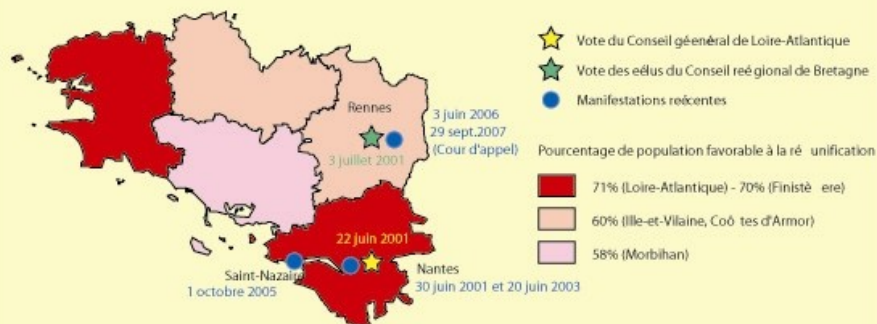 Rennes
3 juin 2006
29 sept.2007
(Cour d'appel)
3 juillet 2001
22 juin 2001
Saint-Nazaire
1 octobre 2005
Nantes
30 juin 2001 et 20 juin 2003
Vote du Conseil géenéral de Loire-Atlantique
Vote des eélus du Conseil reégional de Bretagne
Manifestations reécentes
Pourcentage de population favorable à la ré unification
71% (Loire-Atlantique) - 70% (Finistè ere)
60% (Ille-et-Vilaine, Coô tes d'Armor)
58% (Morbihan)